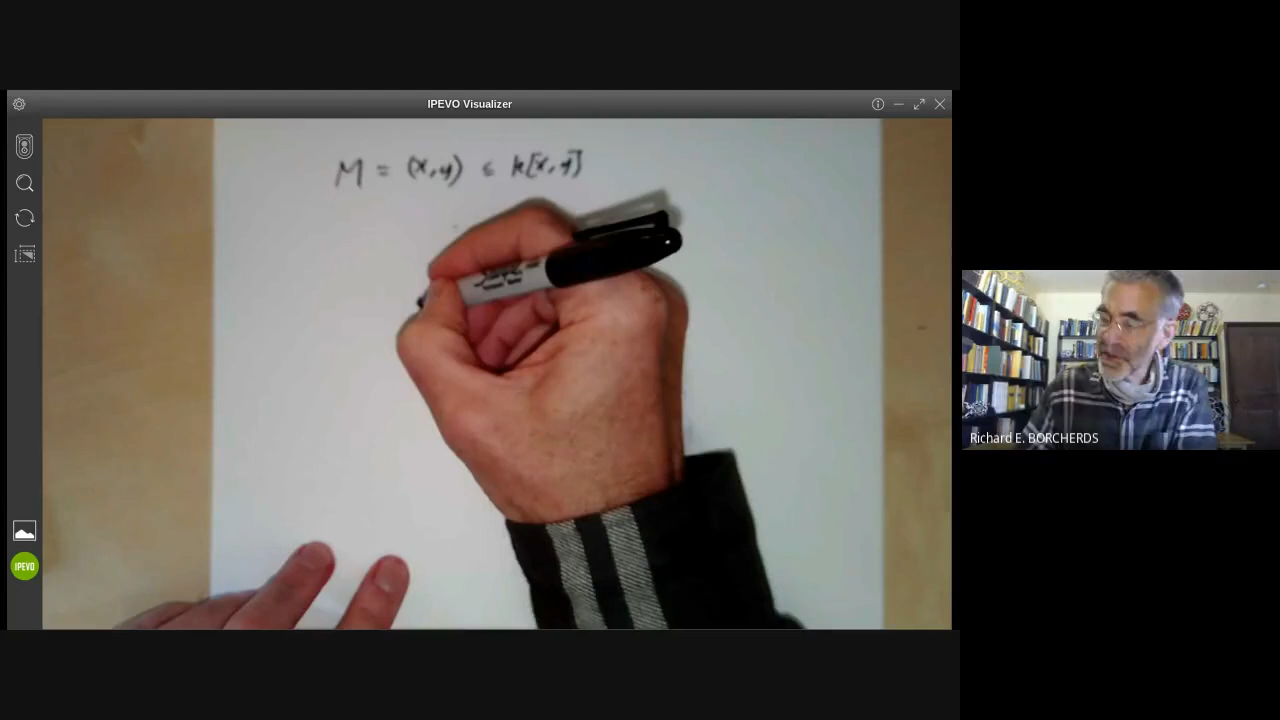 IPEVO Visualizer
M = (x,y) ≤ k[x,y]
Richard E. BORCHERDS
IPEVO